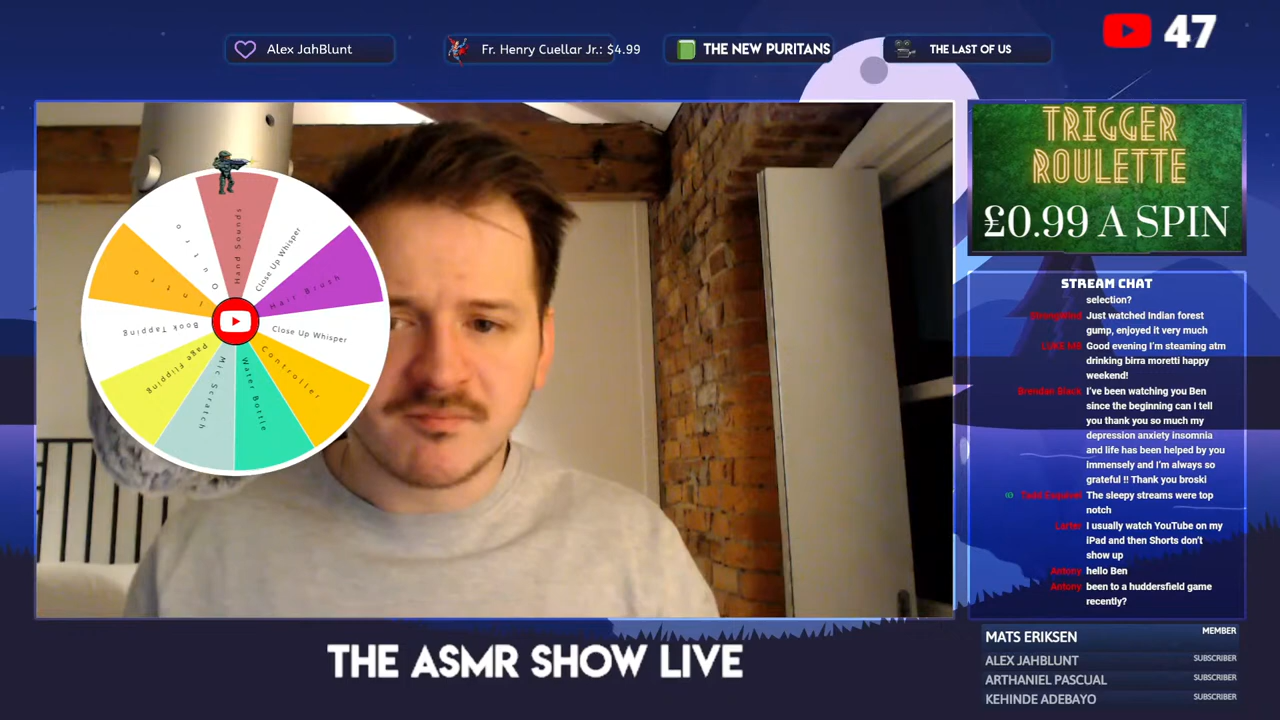 Alex JahBlunt
Fr. Henry Cuellar Jr.: $4.99
THE NEW PURITANS
THE LAST OF US
47
TRIGGER
ROULETTE
£0.99 A SPIN
Hand Sounds
Close Up Whisper
Hair Brush
Close Up Whisper
Controller
Water Bottle
Mic Scratch
Page Flipping
Book Tapping
Intro
Outro
STREAM CHAT
selection?
Just watched Indian forest
gump, enjoyed it very much
LUKE MB Good evening I'm steaming atm
drinking birra moretti happy
weekend!
Brendan Black I've been watching you Ben
since the beginning can I tell
you thank you so much my
depression anxiety insomnia
and life has been helped by you
immensely and I'm always so
grateful !! Thank you broski
Todd The sleepy streams were top
notch
Larter I usually watch YouTube on my
iPad and then Shorts don't
show up
Antony hello Ben
Antony been to a huddersfield game
recently?
THE ASMR SHOW LIVE
MATS ERIKSEN MEMBER
ALEX JAHBLUNT SUBSCRIBER
ARTHANIEL PASCUAL SUBSCRIBER
KEHINDE ADEBAYO SUBSCRIBER